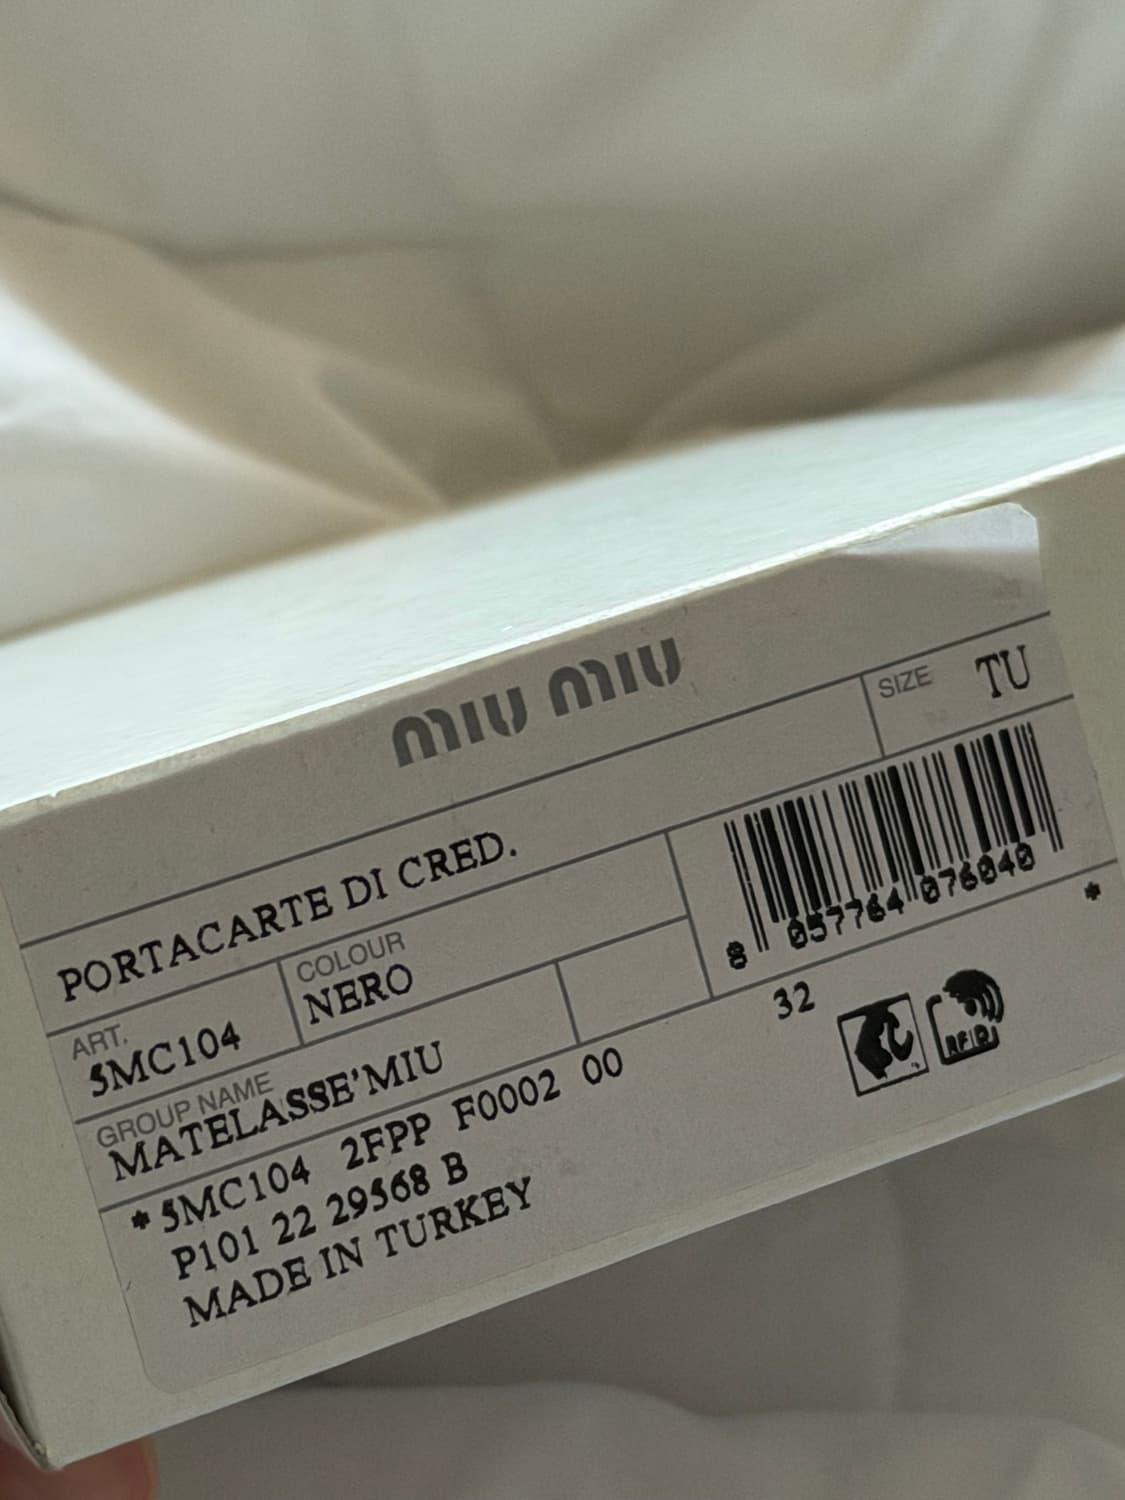 MIU MIU
SIZE TU
PORTACARTE DI CRED.
ART. COLOUR
5MC104 NERO
8 057764 076040
GROUP NAME
MATELASSE'MIU
32 *
*5MC104 2FPP F0002 00
P101 22 29568 B
MADE IN TURKEY
RFID